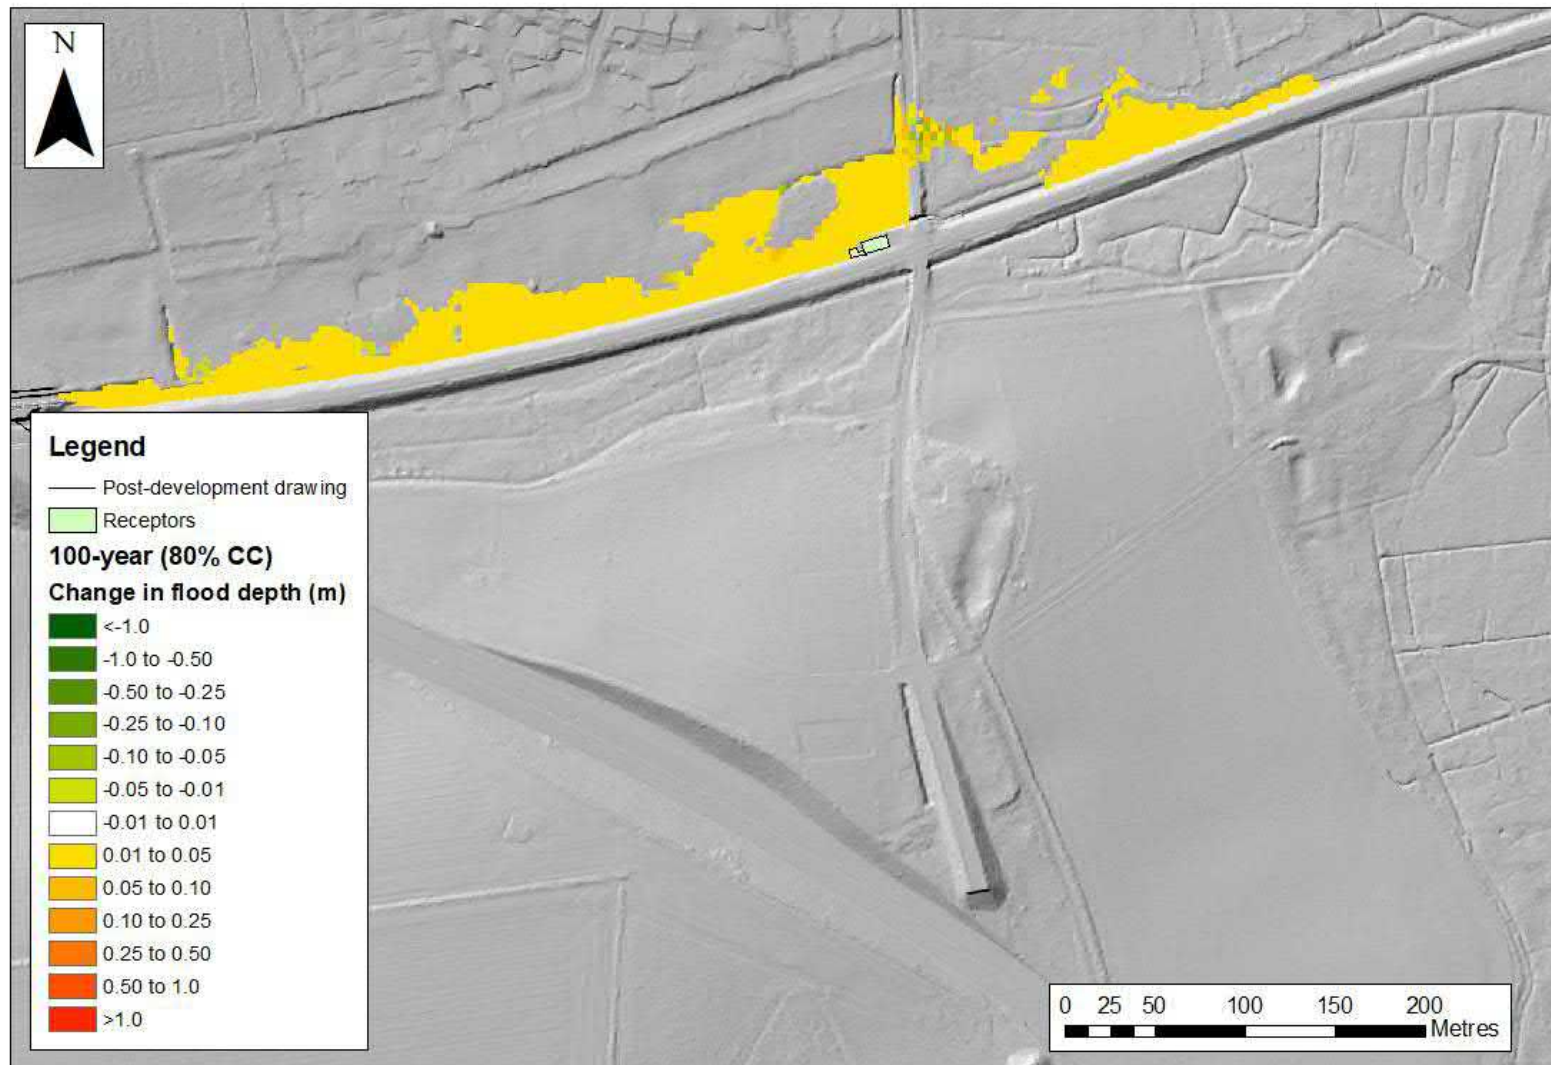 N
Legend
Post-development drawing
Receptors
100-year (80% CC)
Change in flood depth (m)
<-1.0
-1.0 to -0.50
-0.50 to -0.25
-0.25 to -0.10
-0.10 to -0.05
-0.05 to -0.01
-0.01 to 0.01
0.01 to 0.05
0.05 to 0.10
0.10 to 0.25
0.25 to 0.50
0.50 to 1.0
>1.0
0 25 50 100 150 200
Metres